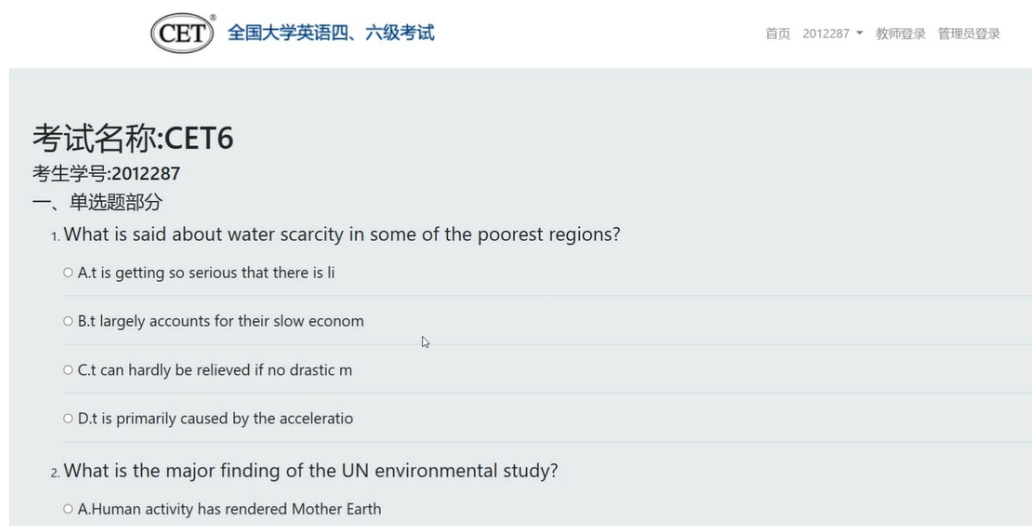 CET® 全国大学英语四、六级考试
首页 2012287 教师登录 管理员登录
考试名称:CET6
考生学号:2012287
一、单选题部分
1. What is said about water scarcity in some of the poorest regions?
A.t is getting so serious that there is li
B.t largely accounts for their slow econom
C.t can hardly be relieved if no drastic m
D.t is primarily caused by the acceleratio
2. What is the major finding of the UN environmental study?
A.Human activity has rendered Mother Earth